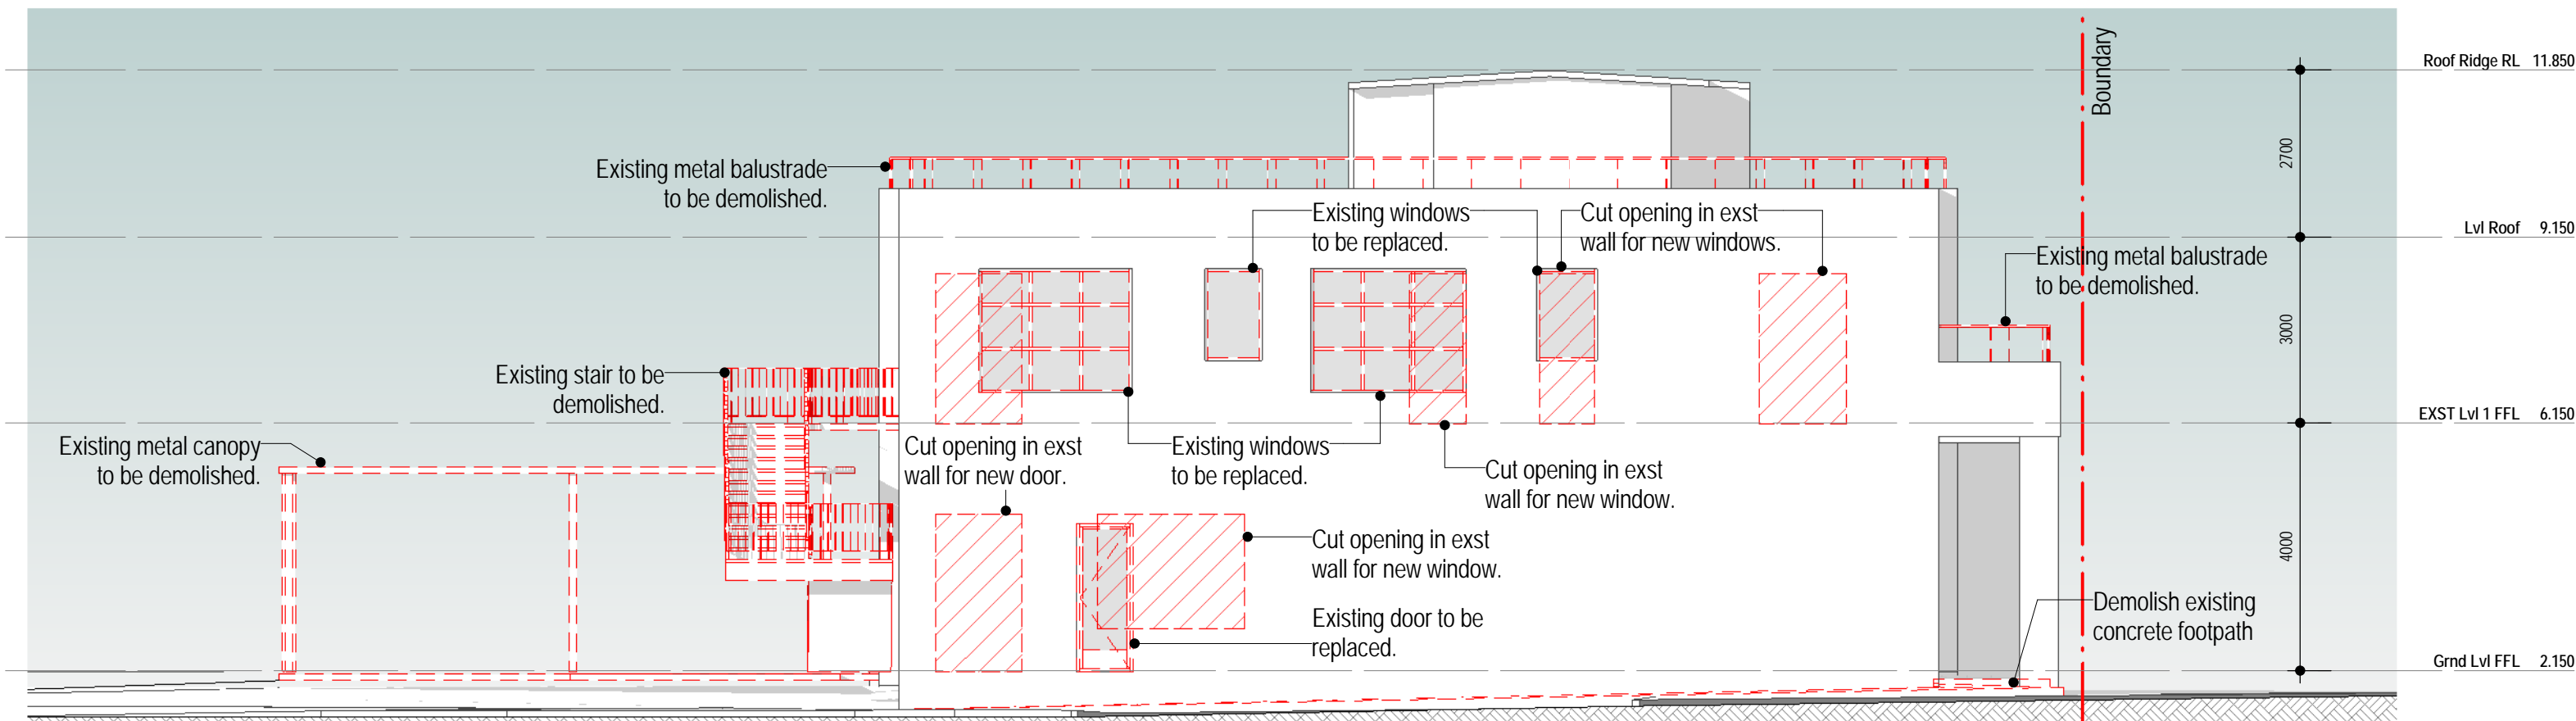 Boundary
Roof Ridge RL 11.850
2700
Existing metal balustrade
to be demolished.
Existing windows
to be replaced.
Cut opening in exst
wall for new windows.
Lvl Roof 9.150
Existing metal balustrade
to be demolished.
3000
Existing stair to be
demolished.
EXST Lvl 1 FFL 6.150
Existing metal canopy
to be demolished.
Cut opening in exst
wall for new door.
Existing windows
to be replaced.
Cut opening in exst
wall for new window.
4000
Cut opening in exst
wall for new window.
Existing door to be
replaced.
Demolish existing
concrete footpath
Grnd Lvl FFL 2.150